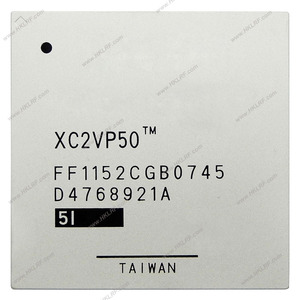 XC2VP50™
FF1152CGB0745
D4768921A
5I
TAIWAN